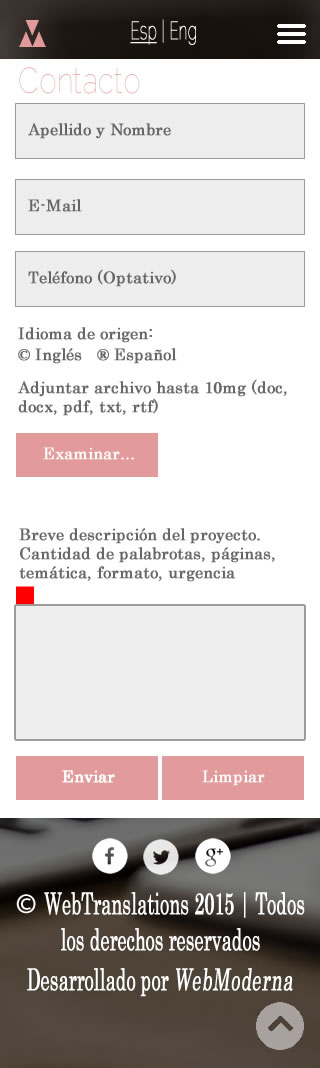 Esp | Eng
Contacto
Apellido y Nombre
E-Mail
Teléfono (Optativo)
Idioma de origen:
© Inglés ® Español
Adjuntar archivo hasta 10mg (doc,
docx, pdf, txt, rtf)
Examinar...
Breve descripción del proyecto.
Cantidad de palabrotas, páginas,
temática, formato, urgencia
Enviar Limpiar
© WebTranslations 2015 | Todos
los derechos reservados
Desarrollado por WebModerna